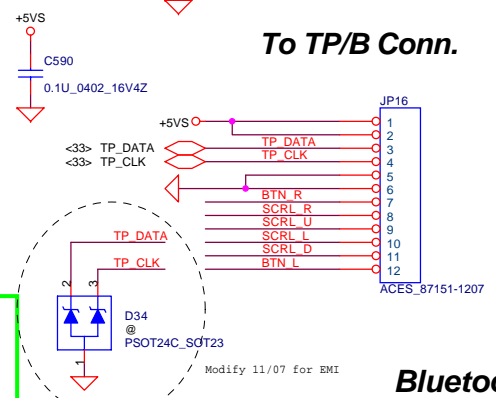 +5VS
To TP/B Conn.
C590
0.1U_0402_16V4Z
JP16
+5VS
1
2
<33> TP_DATA
TP_DATA
3
<33> TP_CLK
TP_CLK
4
5
6
BTN_R
7
SCRL_R
8
SCRL_U
9
TP_DATA
SCRL_L
10
SCRL_D
11
TP_CLK
BTN_L
12
ACES_87151-1207
2
3
D34
@
PSOT24C_SOT23
1
Modify 11/07 for EMI
Bluetoo